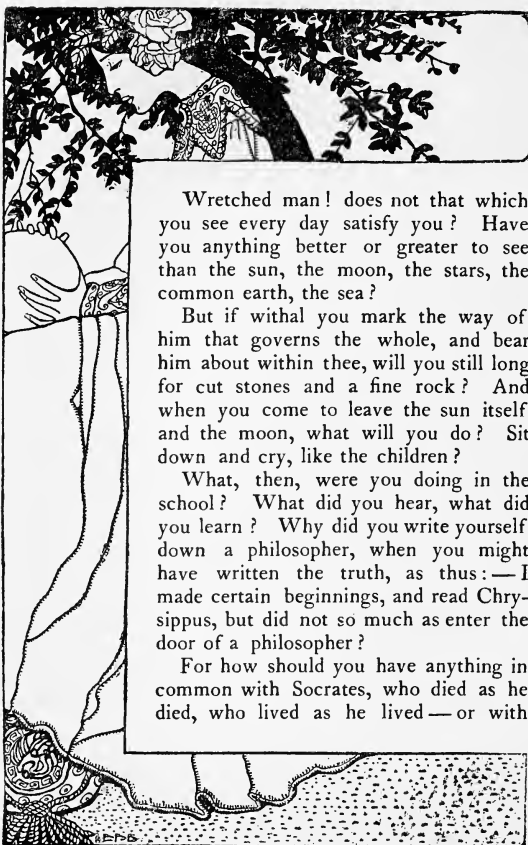 Wretched man! does not that which
you see every day satisfy you? Have
you anything better or greater to see
than the sun, the moon, the stars, the
common earth, the sea?
But if withal you mark the way of
him that governs the whole, and bear
him about within thee, will you still long
for cut stones and a fine rock? And
when you come to leave the sun itself
and the moon, what will you do? Sit
down and cry, like the children?
What, then, were you doing in the
school? What did you hear, what did
you learn? Why did you write yourself
down a philosopher, when you might
have written the truth, as thus:—I
made certain beginnings, and read Chry-
sippus, but did not so much as enter the
door of a philosopher?
For how should you have anything in
common with Socrates, who died as he
died, who lived as he lived—or with